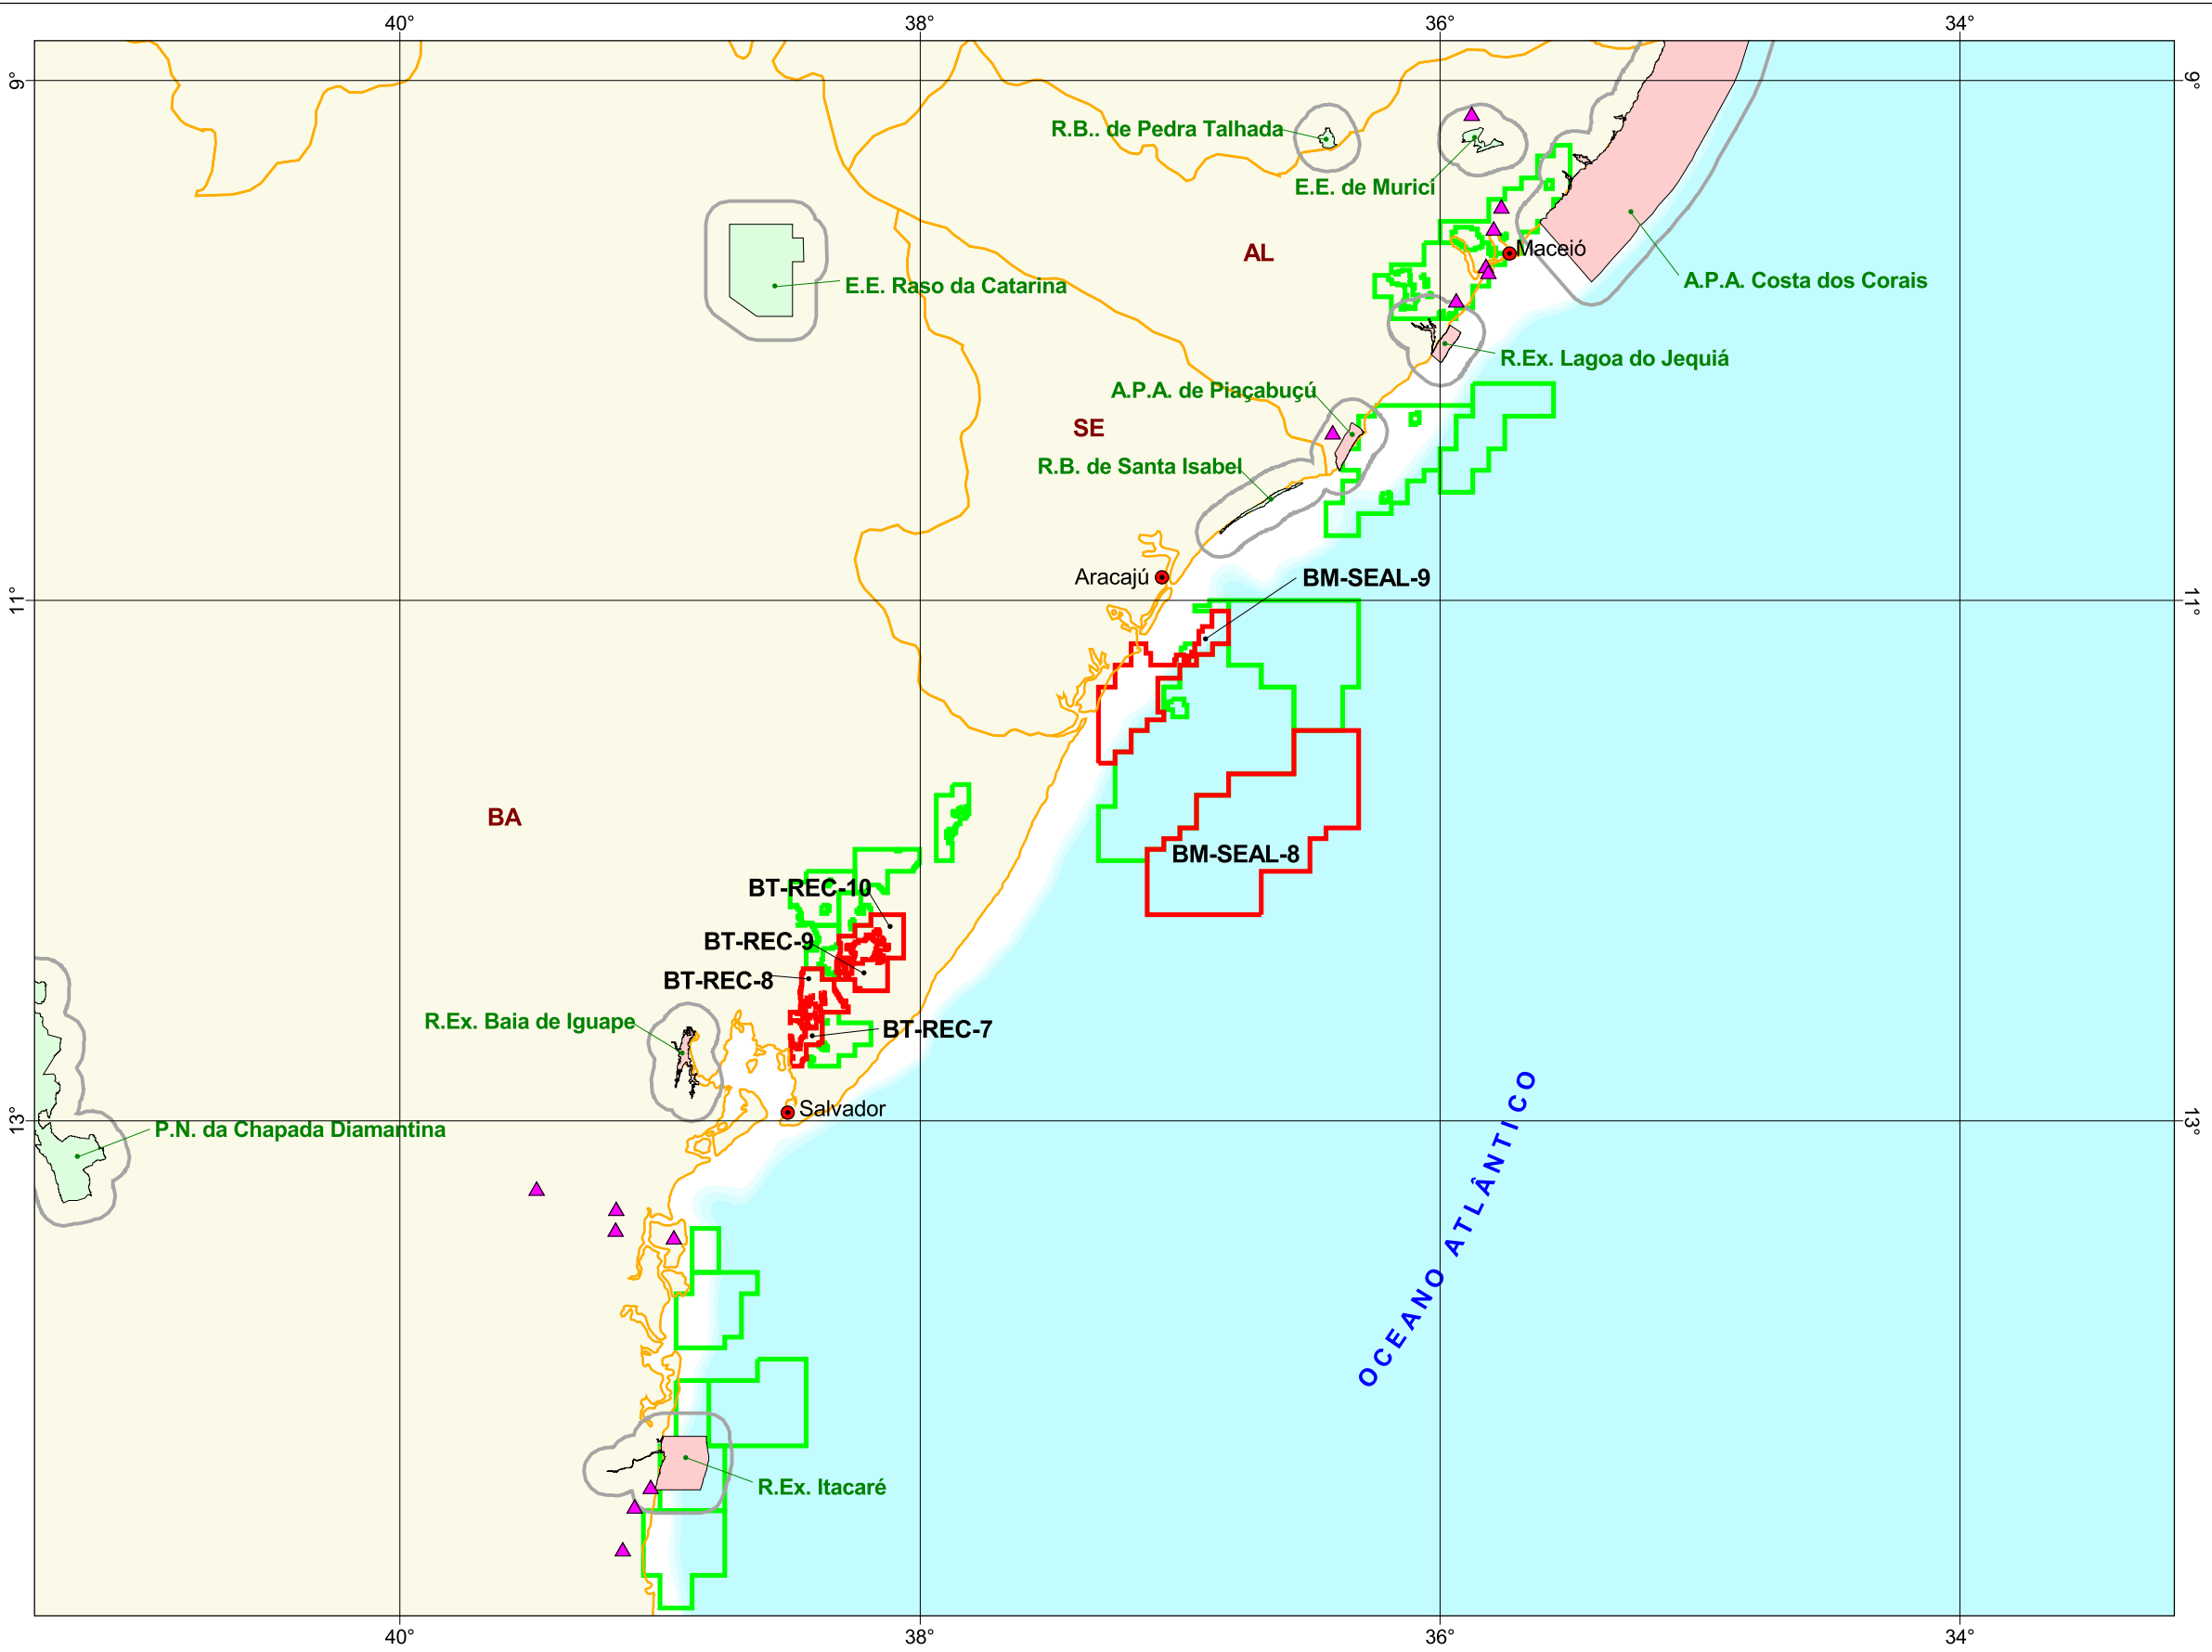 40°
38°
36°
34°
9°
9°
R.B.. de Pedra Talhada
E.E. de Murici
AL
Maceió
E.E. Raso da Catarina
A.P.A. Costa dos Corais
R.Ex. Lagoa do Jequiá
A.P.A. de Piaçabuçú
SE
R.B. de Santa Isabel
Aracajú
BM-SEAL-9
11°
11°
BA
BM-SEAL-8
BT-REC-10
BT-REC-9
BT-REC-8
R.Ex. Baia de Iguape
BT-REC-7
Salvador
13°
13°
P.N. da Chapada Diamantina
OCEANO ATLÂNTICO
R.Ex. Itacaré
40°
38°
36°
34°